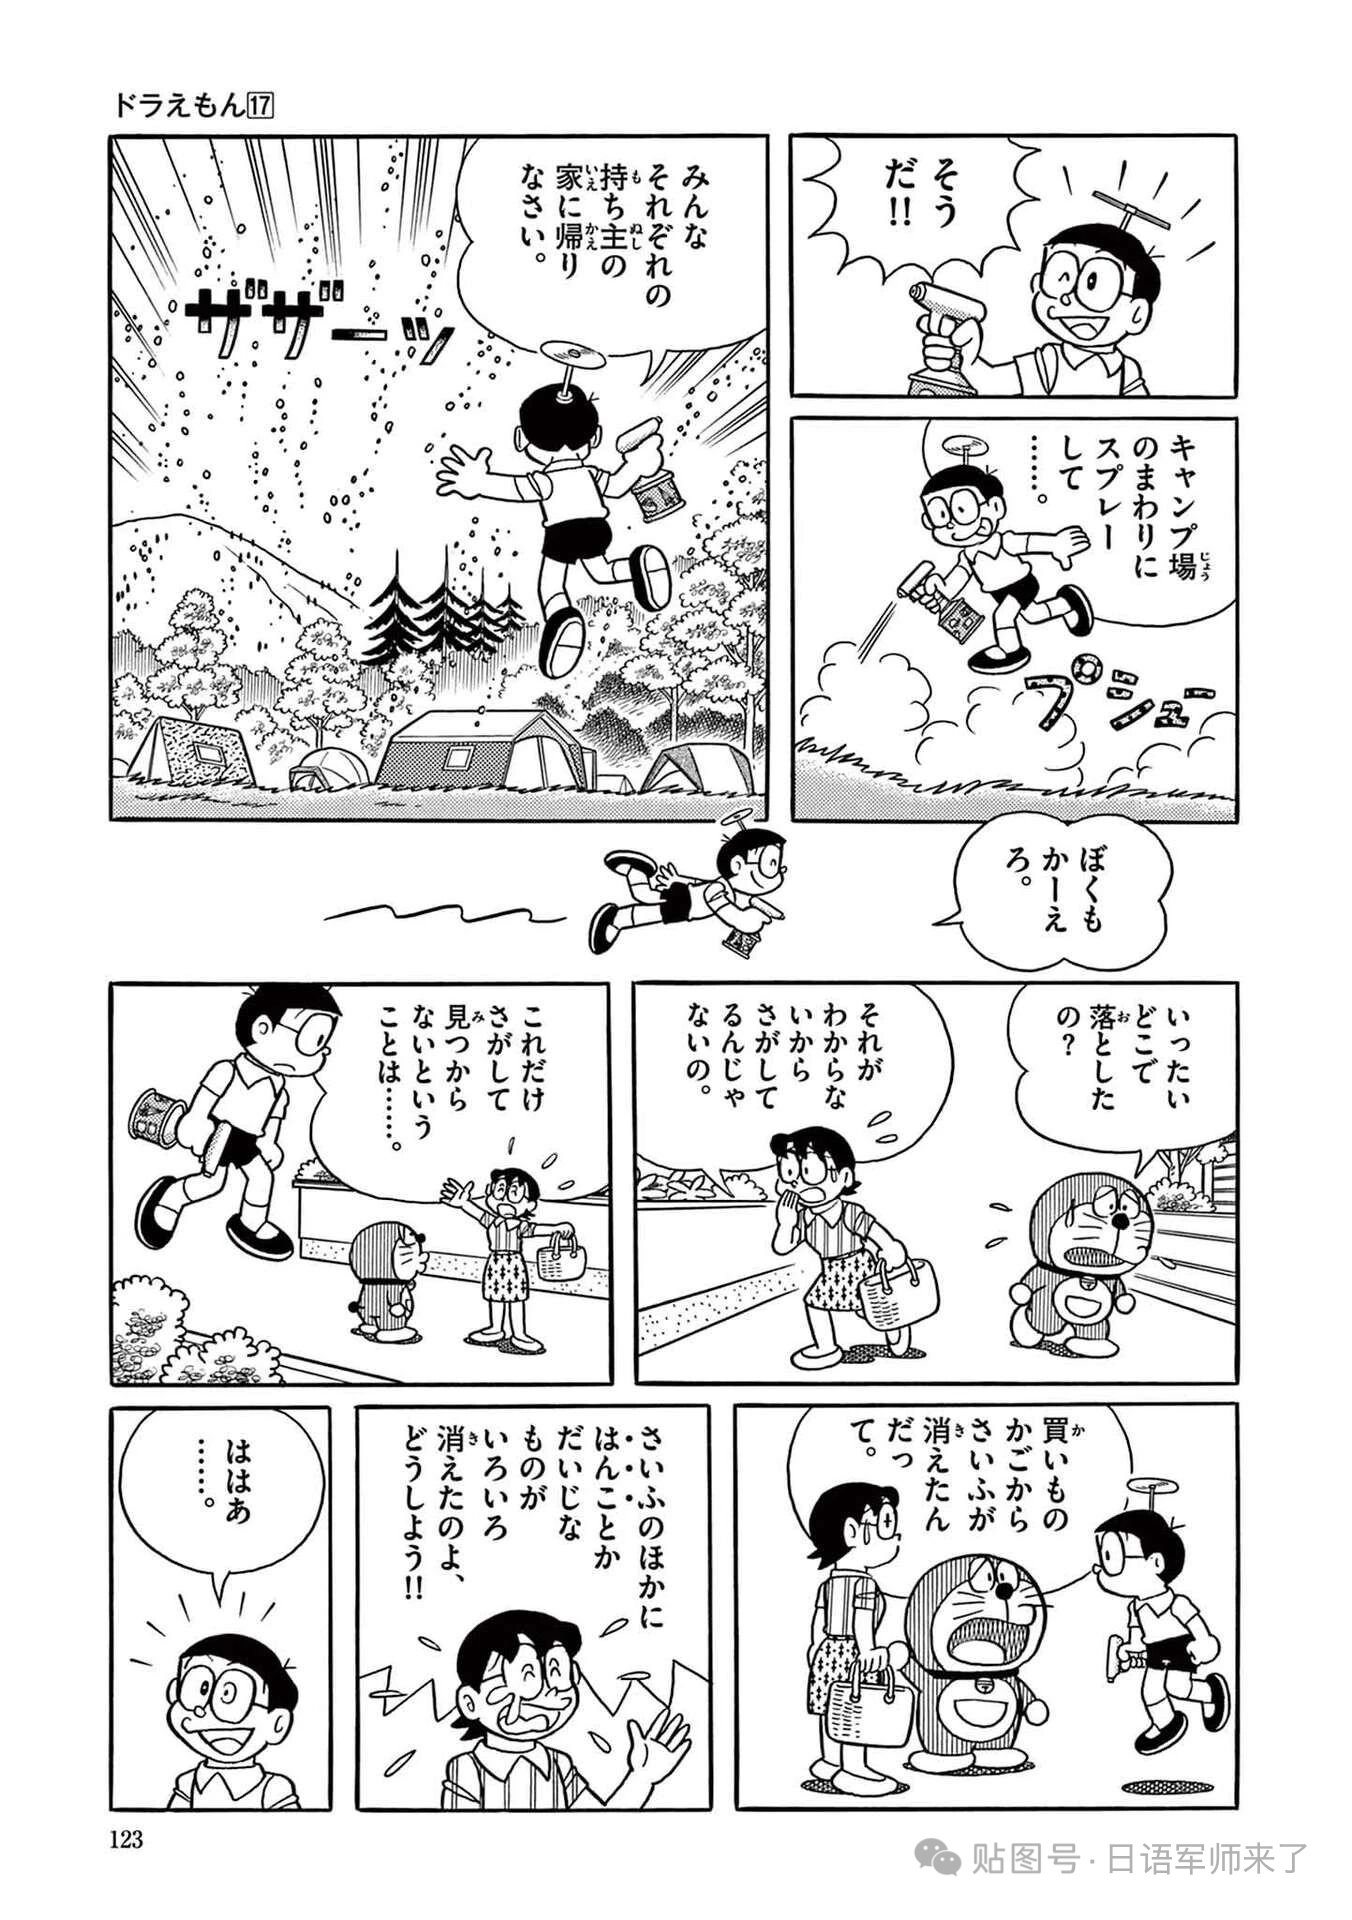 ドラえもん17
そう
だ!!
キャンプ場
のまわりに
スプレー
して
……。
プシュー
みんな
それぞれの
持ち主の
家に帰り
なさい。
ザザーッ
ぼくも
かーえ
ろ。
いったい
どこで
落とした
の?
それが
わからな
いから
さがして
るんじゃ
ないの。
これだけ
さがして
見つから
ないという
ことは……。
買いもの
かごから
さいふが
消えたん
だっ
て。
さいふのほかに
はんことか
だいじな
ものが
いろいろ
消えたのよ、
どうしよう!!
ははあ
……。
123
贴图号·日语军师来了